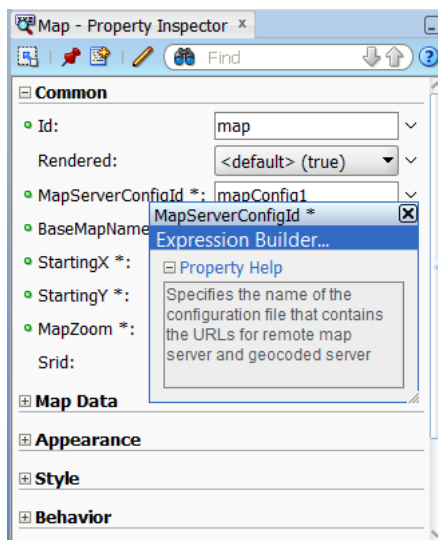 Map - Property Inspector x
Find
Common
Id: map
Rendered: <default> (true)
MapServerConfigId *: mapConfig1
MapServerConfigId *
BaseMapName
Expression Builder...
StartingX *:
Property Help
StartingY *:
Specifies the name of the
configuration file that contains
MapZoom *:
the URLs for remote map
server and geocoded server
Srid:
Map Data
Appearance
Style
Behavior